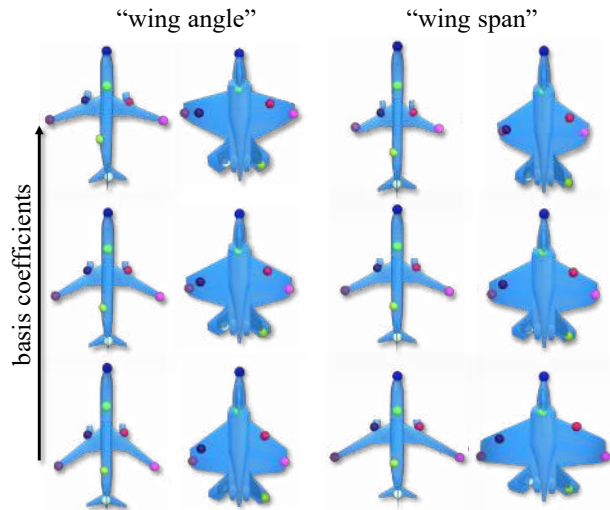 “wing angle”
“wing span”
basis coefficients